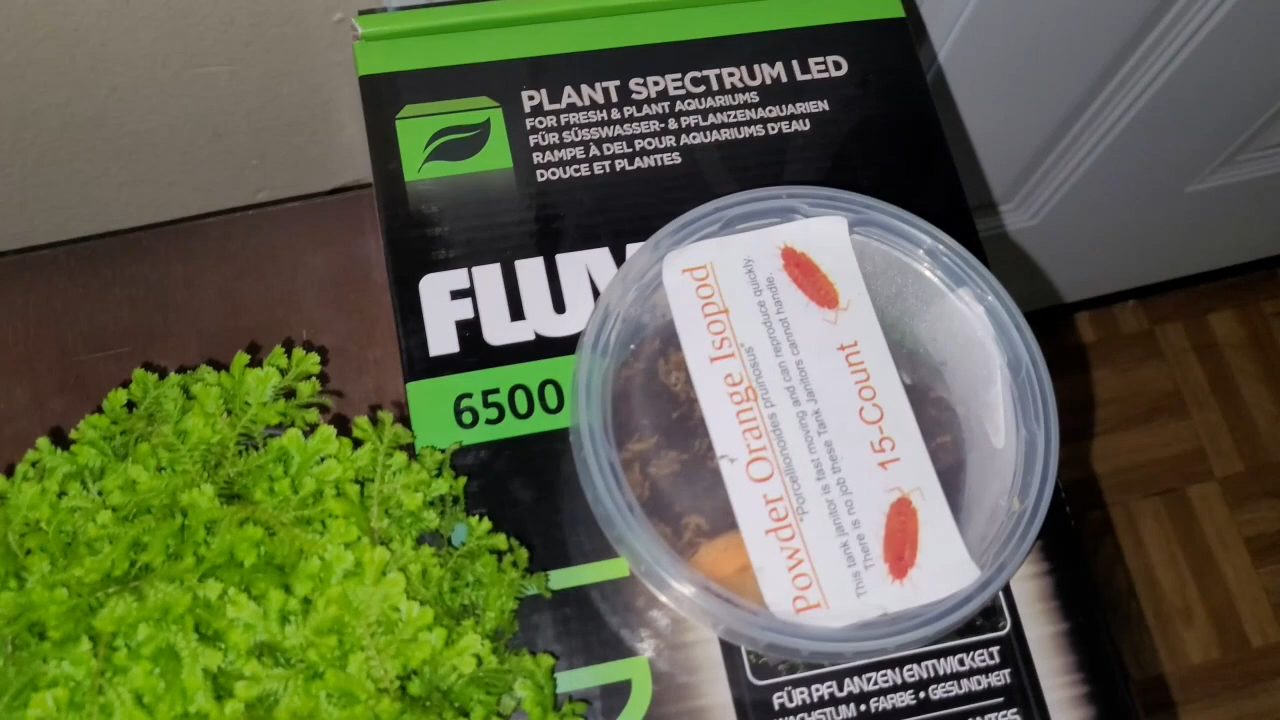 PLANT SPECTRUM LED
FOR FRESH & PLANT AQUARIUMS
FÜR SÜSSWASSER- & PFLANZENAQUARIEN
RAMPE À DEL POUR AQUARIUMS D'EAU
DOUCE ET PLANTES
6500
Powder Orange Isopod
"Porcellionioides pruinosus"
This tank janitor is fast moving and can reproduce quickly.
There is no job these Tank Janitors cannot handle.
15-Count
FÜR PFLANZEN ENTWICKELT
WACHSTUM • FARBE • GESUNDHEIT